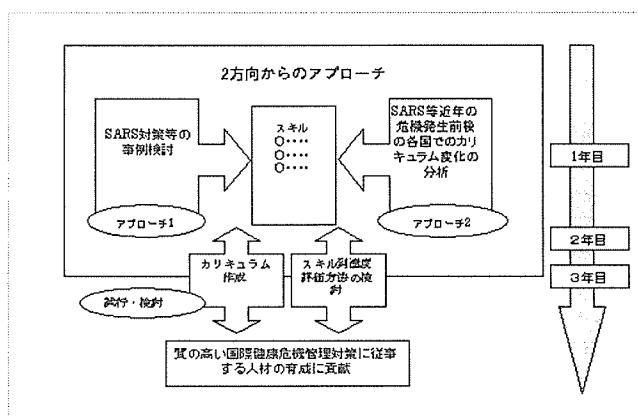 2方向からのアプローチ
SARS対策等の
事例検討
アプローチ1
スキル
○‥‥
○‥‥
○‥‥
SARS等近年の
危機発生前後
の各国でのカリ
キュラム変化の
分析
アプローチ2
1年目
2年目
3年目
カリキュラム
作成
スキル到達度
評価方法の検
討
試行・検討
質の高い国際健康危機管理対策に従事
する人材の育成に貢献